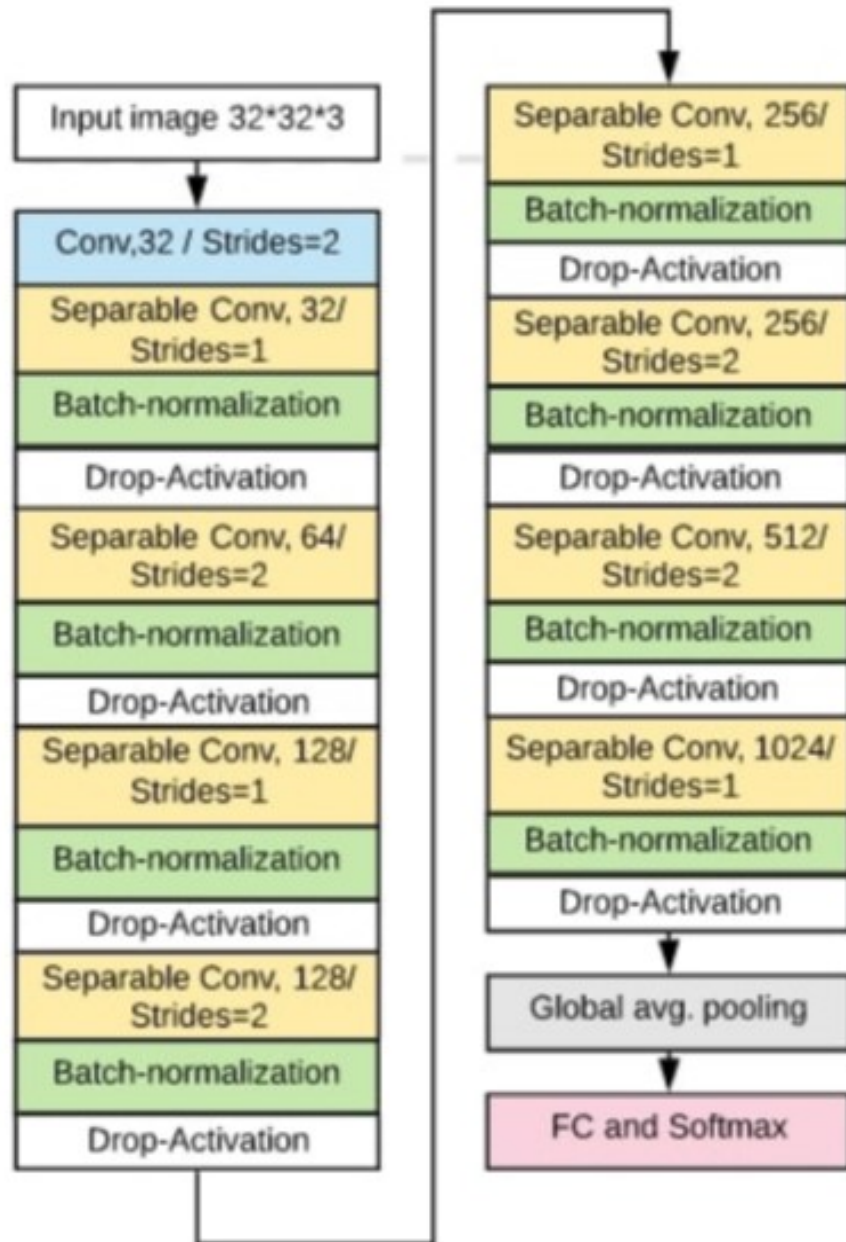 Input image 32*32*3
Conv,32 / Strides=2
Separable Conv, 32/
Strides=1
Batch-normalization
Drop-Activation
Separable Conv, 64/
Strides=2
Batch-normalization
Drop-Activation
Separable Conv, 128/
Strides=1
Batch-normalization
Drop-Activation
Separable Conv, 128/
Strides=2
Batch-normalization
Drop-Activation
Separable Conv, 256/
Strides=1
Batch-normalization
Drop-Activation
Separable Conv, 256/
Strides=2
Batch-normalization
Drop-Activation
Separable Conv, 512/
Strides=2
Batch-normalization
Drop-Activation
Separable Conv, 1024/
Strides=1
Batch-normalization
Drop-Activation
Global avg. pooling
FC and Softmax